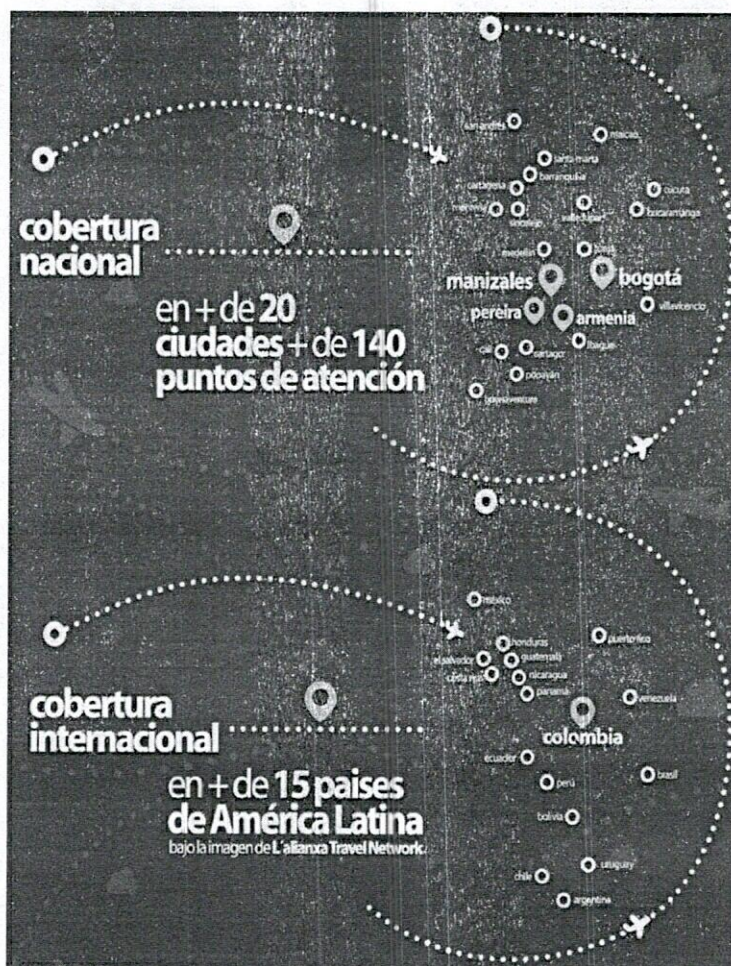 san andrés
maicao
santa marta
barranquilla
cartagena
cúcuta
montería
sincelejo
valledupar
bucaramanga
cobertura
nacional
medellín
manizales
bogotá
en + de 20
ciudades + de 140
puntos de atención
pereira
armenia
villavicencio
cali
cartago
ibagué
popayán
buenaventura
méxico
honduras
puerto rico
el salvador
guatemala
costa rica
nicaragua
panamá
venezuela
cobertura
internacional
colombia
ecuador
perú
brasil
en + de 15 paises
de América Latina
bajo la imagen de L´alianxa Travel Network.
bolivia
uruguay
chile
argentina